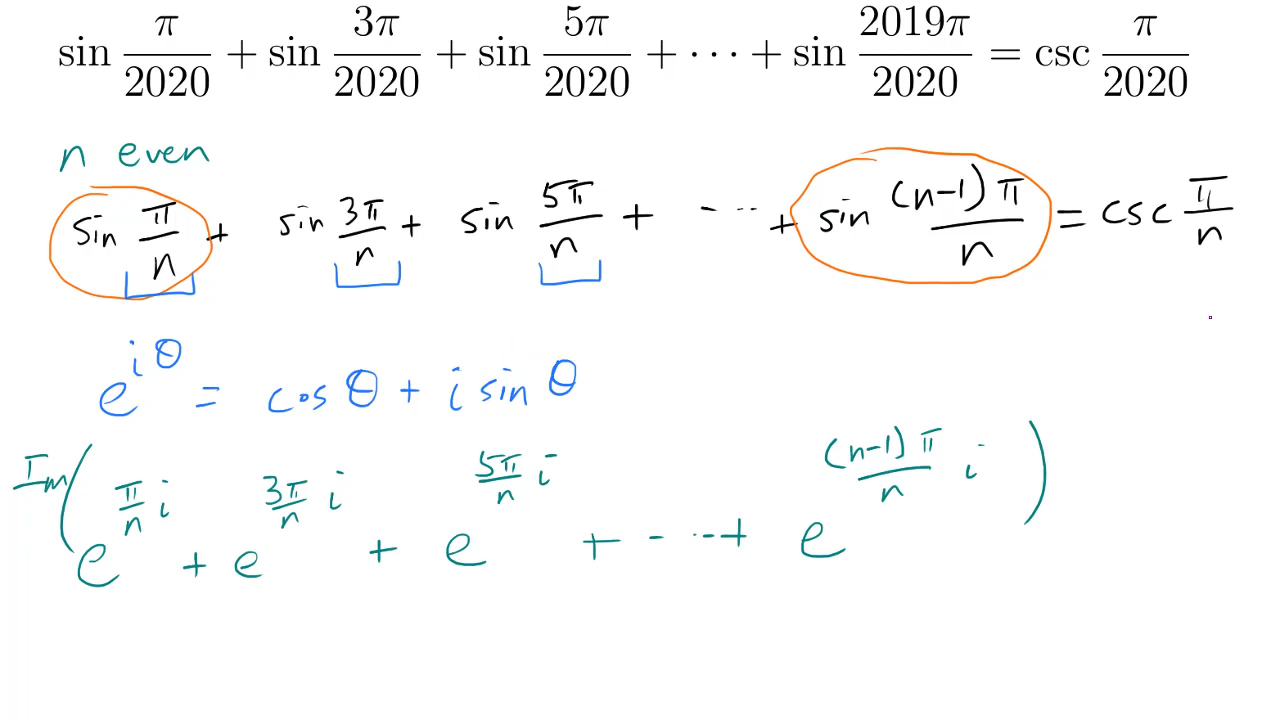 sin π/2020 + sin 3π/2020 + sin 5π/2020 + ··· + sin 2019π/2020 = csc π/2020
n even
sin π/n + sin 3π/n + sin 5π/n + ···· + sin (n-1)π/n = csc π/n
e^{iθ} = cos θ + i sin θ
Im( e^{π/n i} + e^{3π/n i} + e^{5π/n i} + ···· + e^{(n-1)π/n i} )